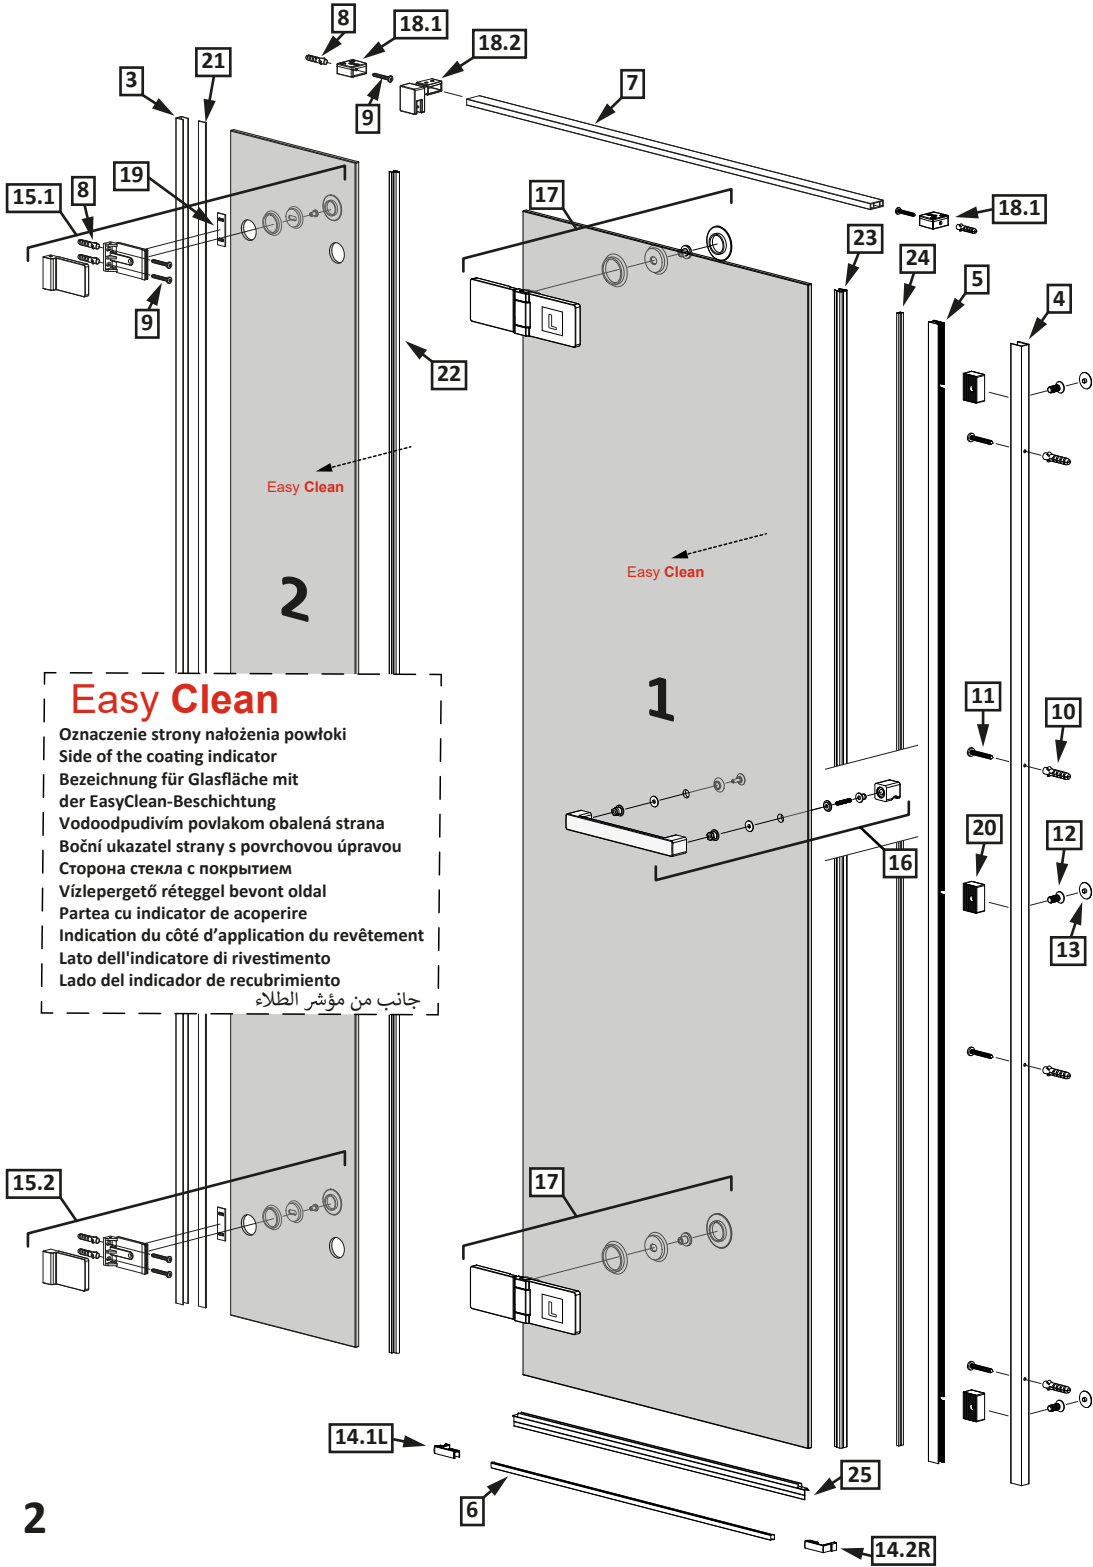 8
18.1
18.2
21
3
7
9
19
15.1
8
17
18.1
23
24
5
4
9
L
22
Easy Clean
Easy Clean
2
1
Easy Clean
Oznaczenie strony nałożenia powłoki
Side of the coating indicator
Bezeichnung für Glasfläche mit
der EasyClean-Beschichtung
Vodoodpudivím povlakom obalená strana
Boční ukazatel strany s povrchovou úpravou
Сторона стекла с покрытием
Vízlepergető réteggel bevont oldal
Partea cu indicator de acoperire
Indication du côté d'application du revêtement
Lato dell'indicatore di rivestimento
Lado del indicador de recubrimiento
جانب من مؤشر الطلاء
11
10
20
12
16
13
15.2
17
L
14.1L
25
6
14.2R
2